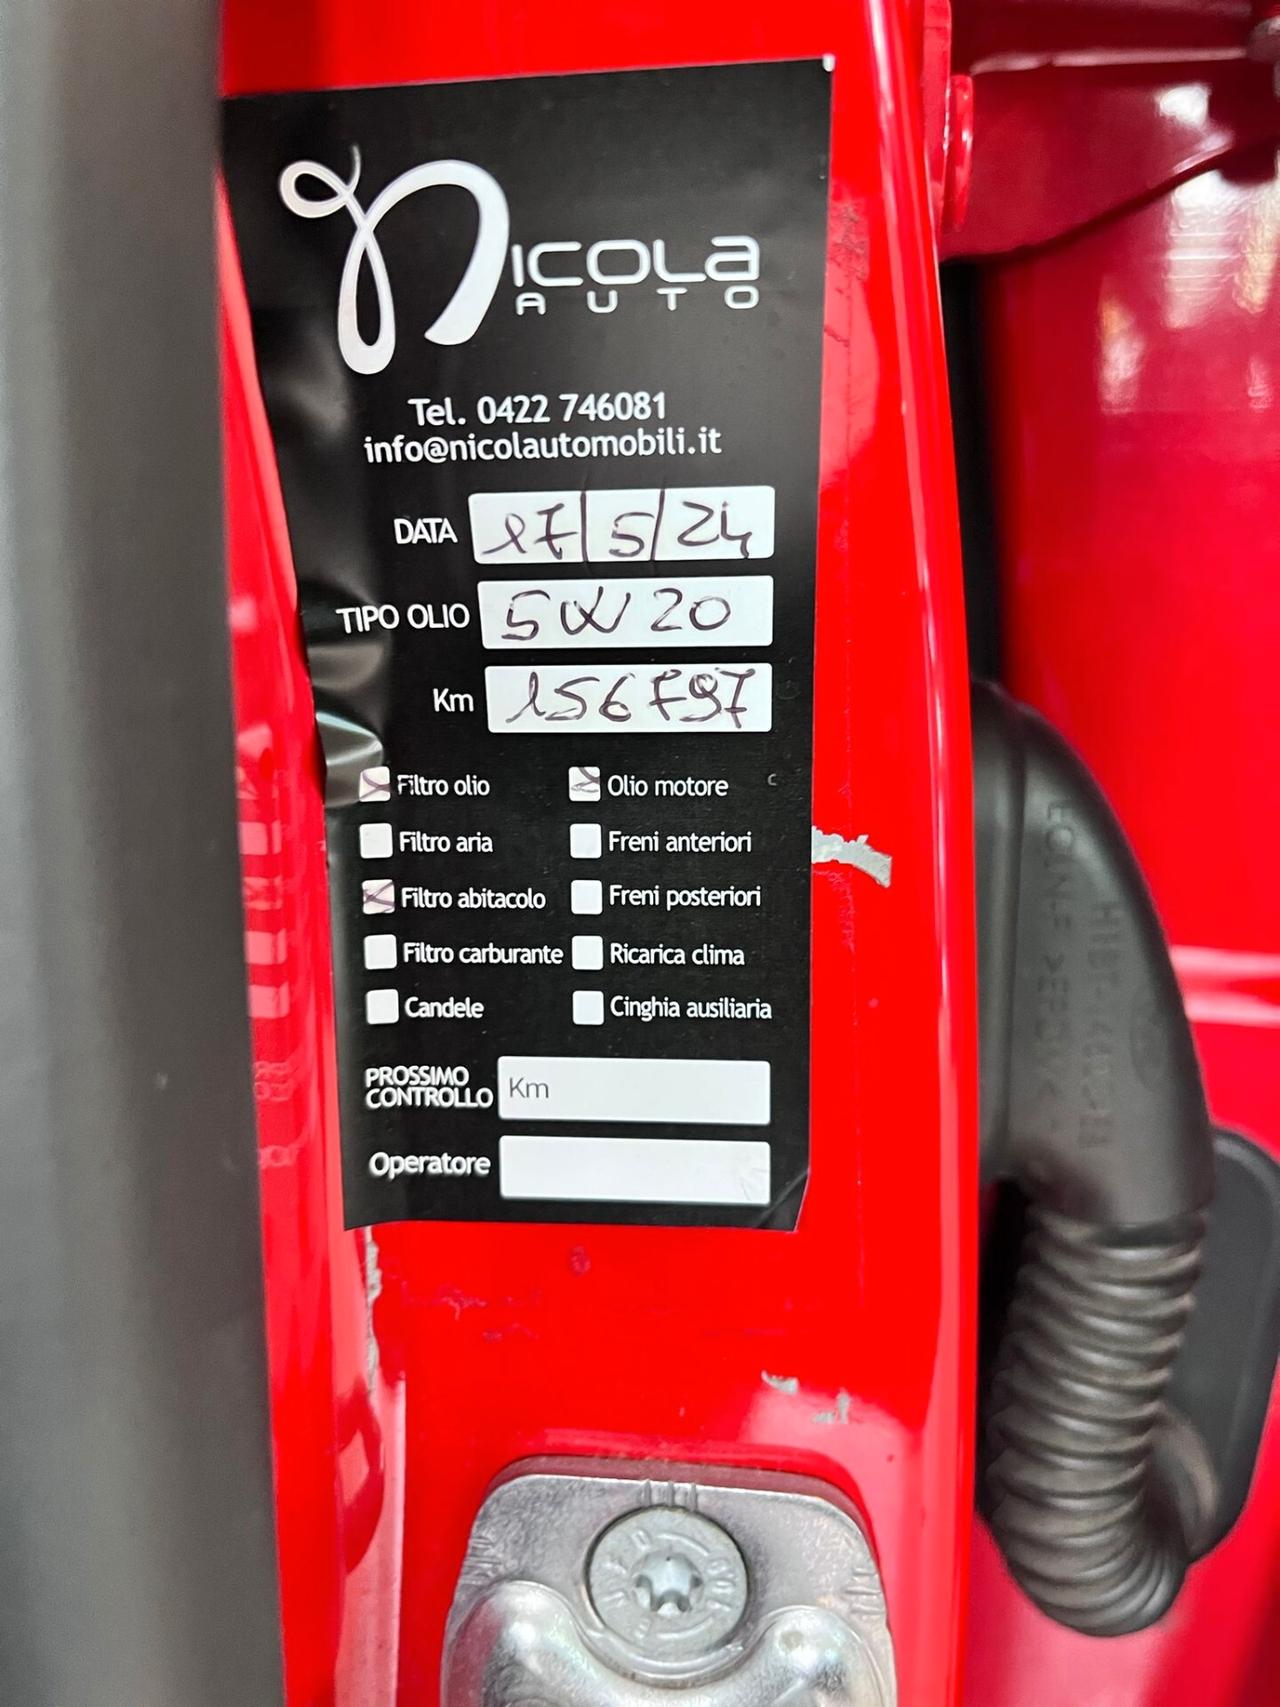 Nicola
AUTO
Tel. 0422 746081
info@nicolautomobili.it
DATA 17/5/24
TIPO OLIO 5W20
Km 156797
Filtro olio Olio motore
Filtro aria Freni anteriori
Filtro abitacolo Freni posteriori
Filtro carburante Ricarica clima
Candele Cinghia ausiliaria
PROSSIMO
CONTROLLO Km
Operatore